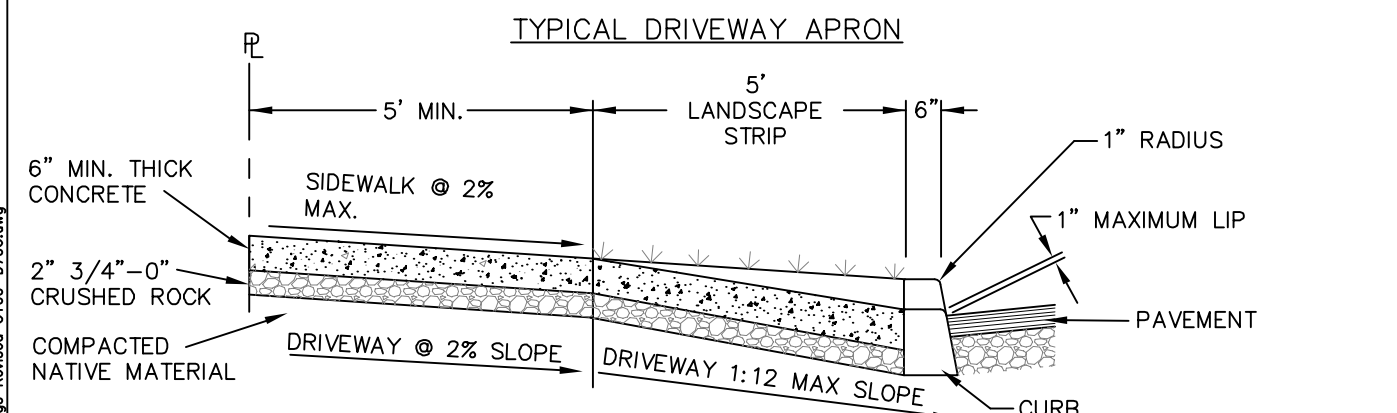 TYPICAL DRIVEWAY APRON
PL
5' MIN.
5'
LANDSCAPE
STRIP
6"
1" RADIUS
6" MIN. THICK
CONCRETE
SIDEWALK @ 2%
MAX.
1" MAXIMUM LIP
2" 3/4"-0"
CRUSHED ROCK
PAVEMENT
COMPACTED
NATIVE MATERIAL
DRIVEWAY @ 2% SLOPE
DRIVEWAY 1:12 MAX SLOPE
CURB